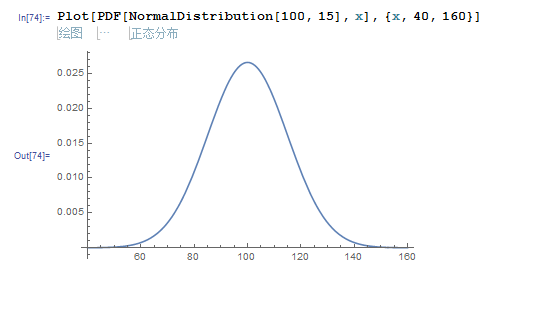 In[74]:= Plot[PDF[NormalDistribution[100, 15], x], {x, 40, 160}]
绘图 ⋯ 正态分布
0.025
0.020
0.015
Out[74]=
0.010
0.005
60 80 100 120 140 160